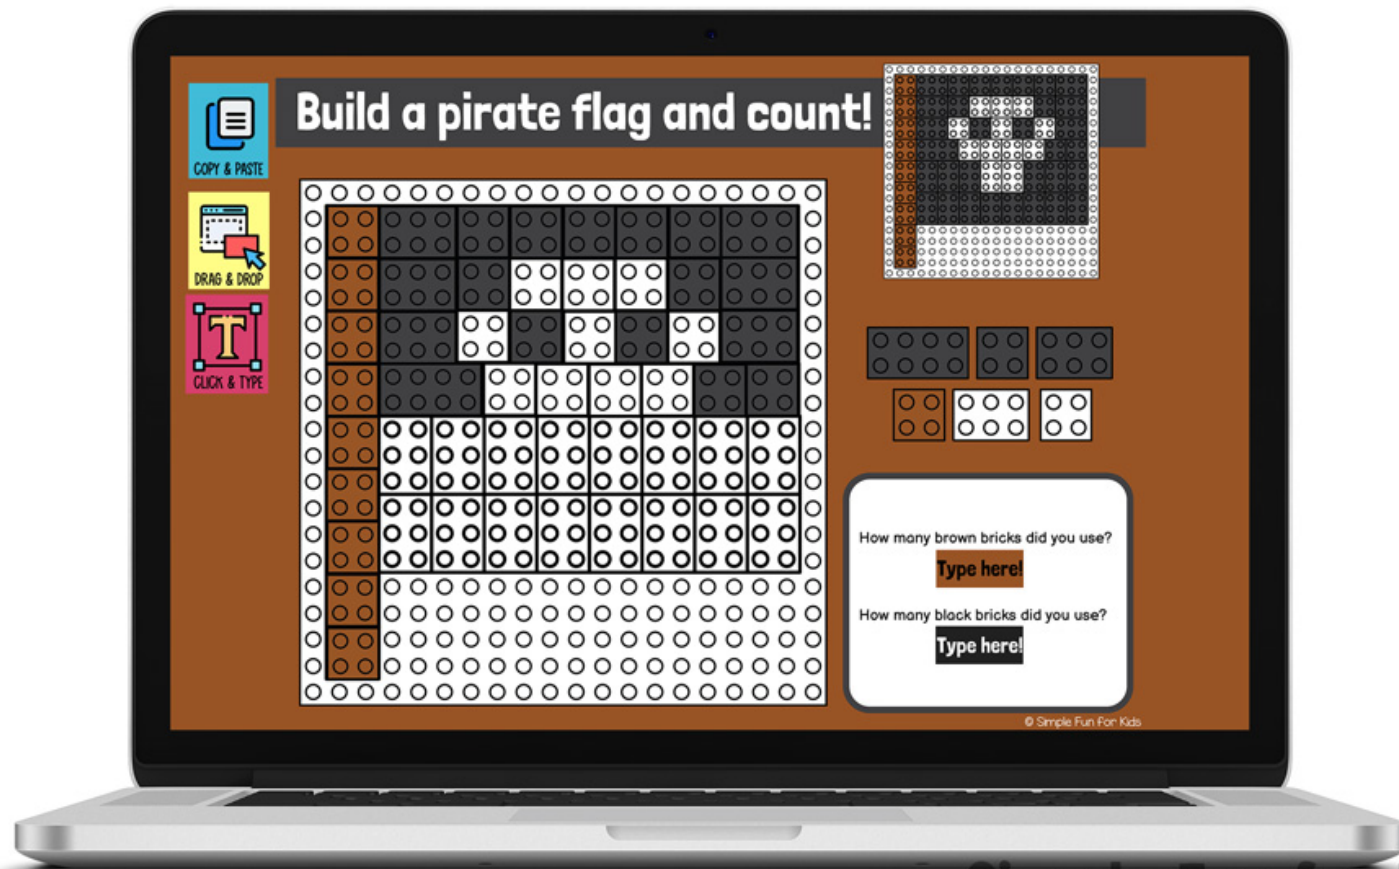 Build a pirate flag and count!
COPY & PASTE
DRAG & DROP
T
CLICK & TYPE
How many brown bricks did you use?
Type here!
How many black bricks did you use?
Type here!
© Simple Fun for Kids